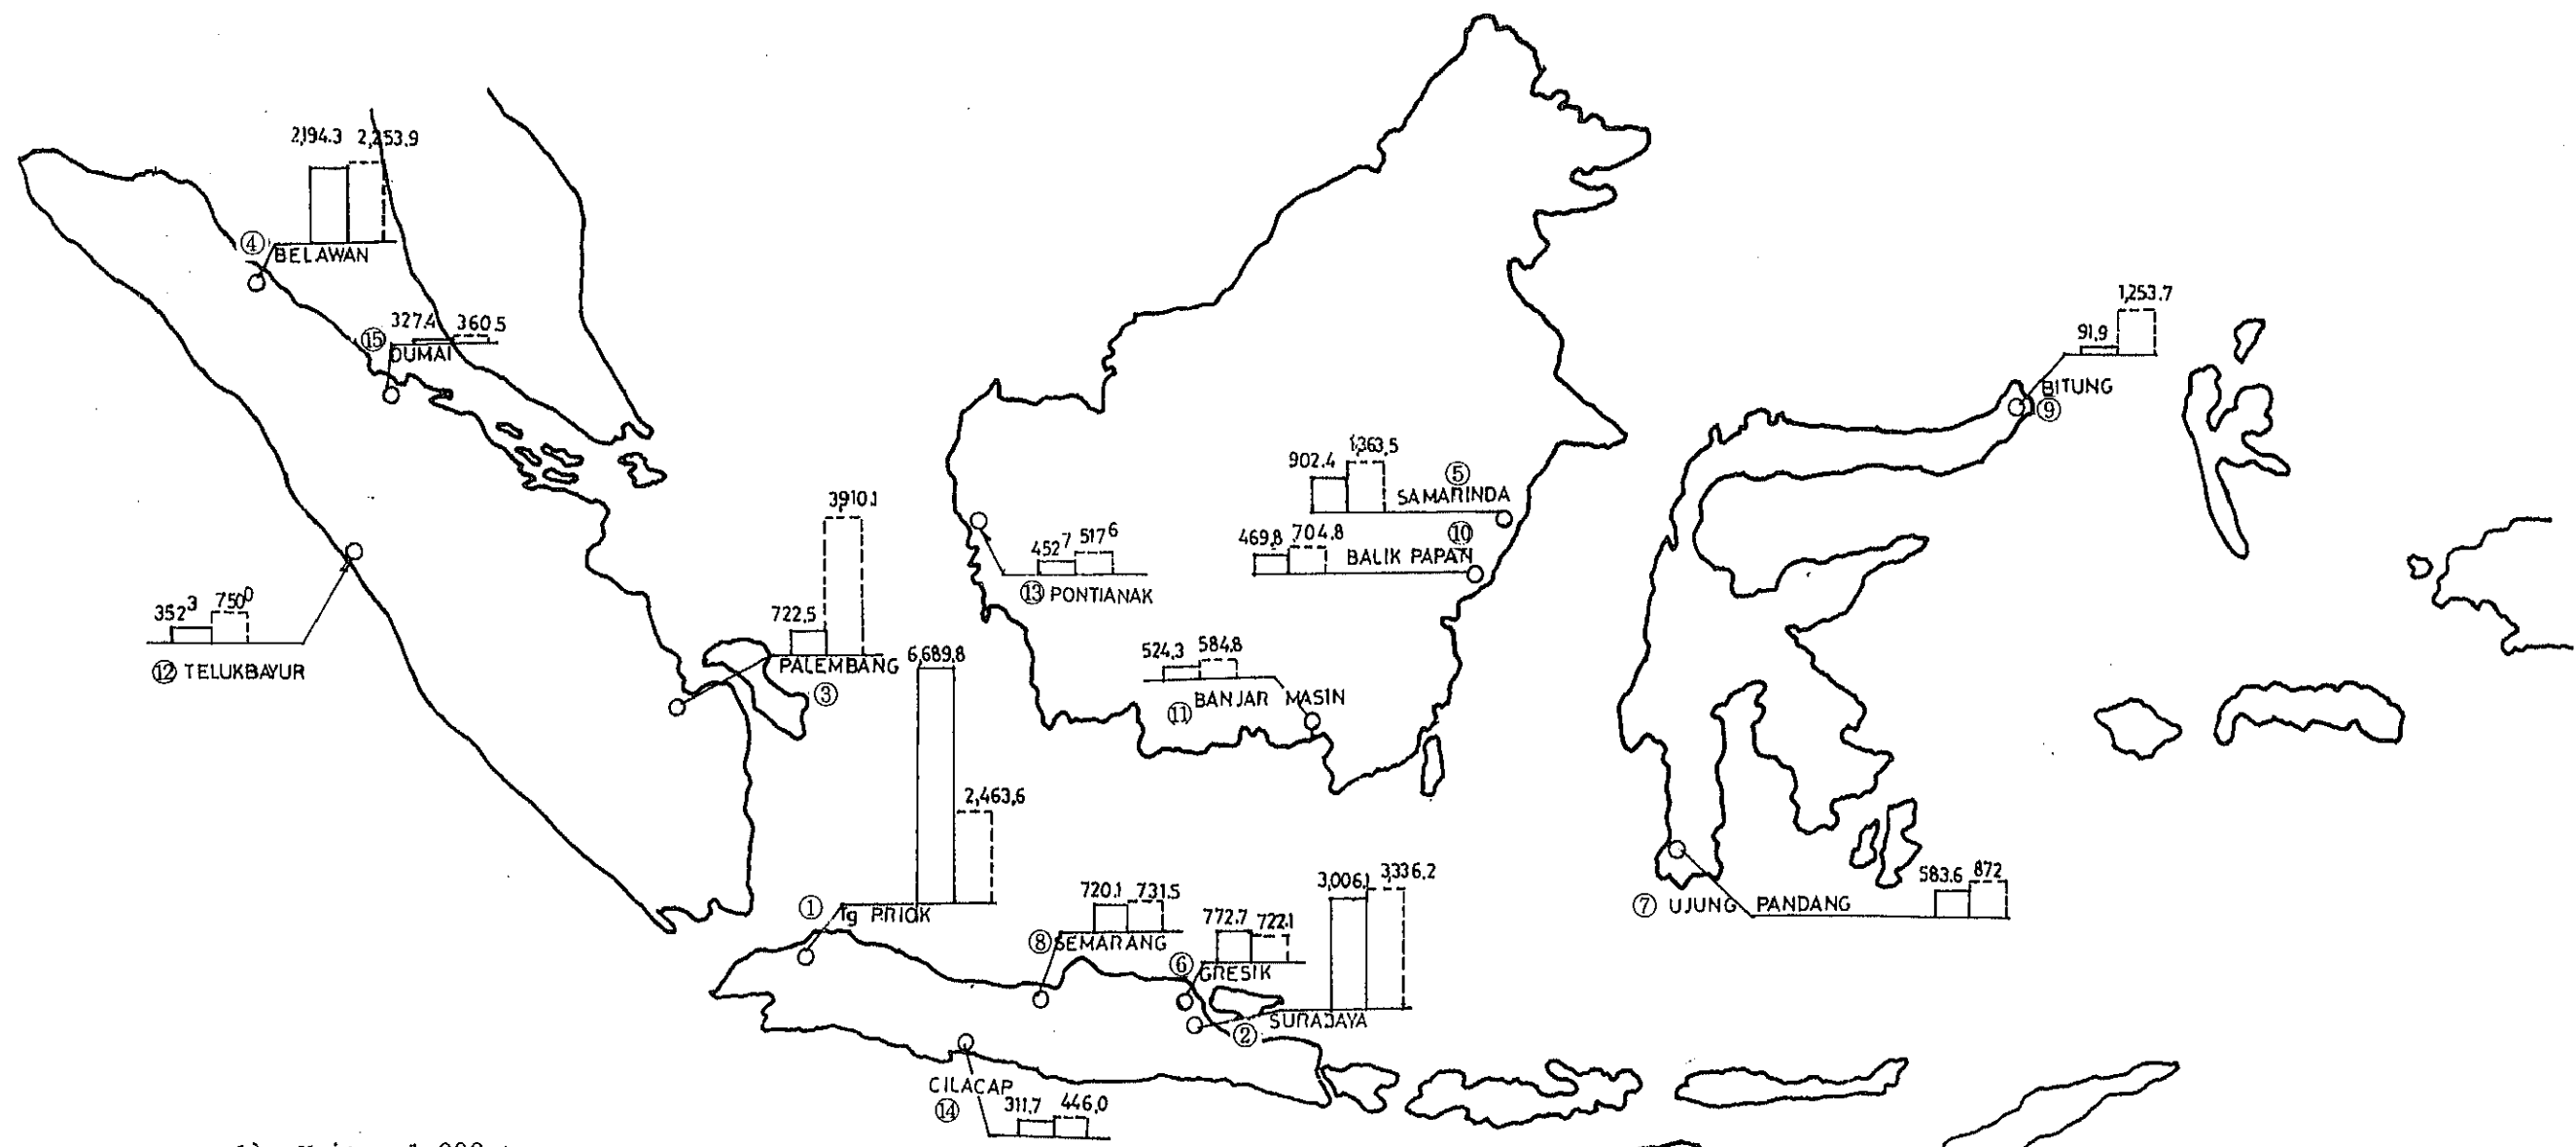 2,194.3 2,253.9
④ BELAWAN
327.4 360.5
⑮ DUMAI
1,253.7
91,9
BITUNG
⑨
902.4 1,363,5
⑤
SAMARINDA
3,910.1
469,8 704.8
⑩
BALIK PAPAN
452.7 517.6
⑬ PONTIANAK
352.3 750.0
⑫ TELUKBAYUR
722,5
PALEMBANG
③
524,3 584,8
BANJAR MASIN
⑪
6,689,8
2,463,6
① Tg PRIOK
720.1 731.5
⑧ SEMARANG
772.7 722.1
⑥
GRESIK
3,006.1 3,336.2
SURABAYA
②
583.6 872
⑦ UJUNG PANDANG
CILACAP
⑭
311,7 446,0